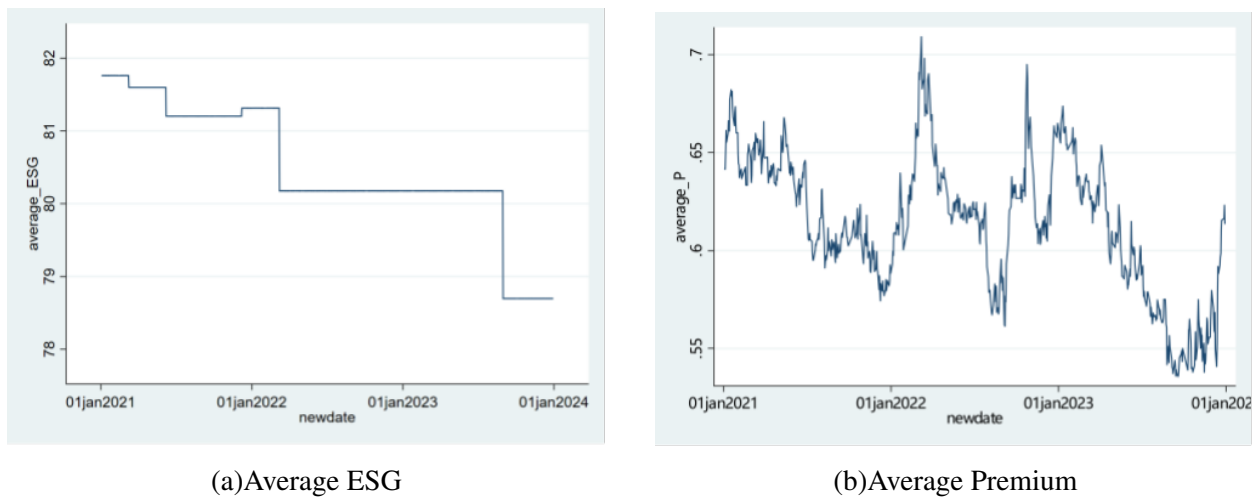 82
81
80
79
78
average_ESG
01jan2021
01jan2022
01jan2023
01jan2024
newdate
(a)Average ESG
.7
.65
.6
.55
average_P
01jan2021
01jan2022
01jan2023
01jan202
newdate
(b)Average Premium